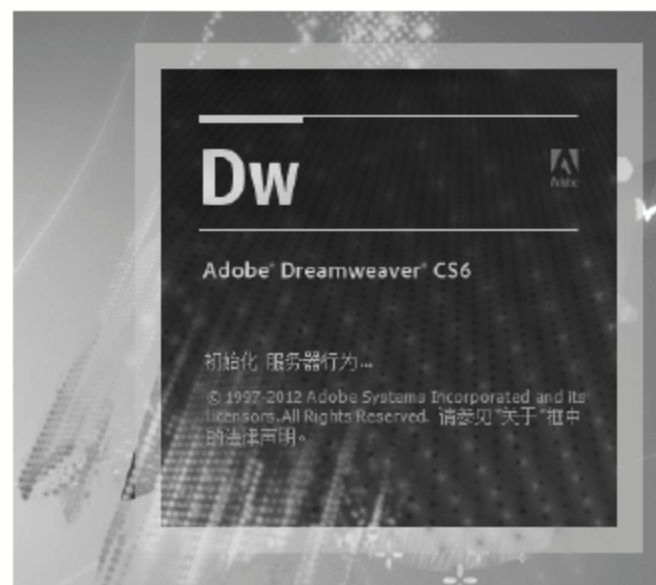 Dw
Adobe
Adobe® Dreamweaver® CS6
初始化 服务器行为...
© 1997-2012 Adobe Systems Incorporated and its
licensors.All Rights Reserved. 请参见"关于"框中
的法律声明。